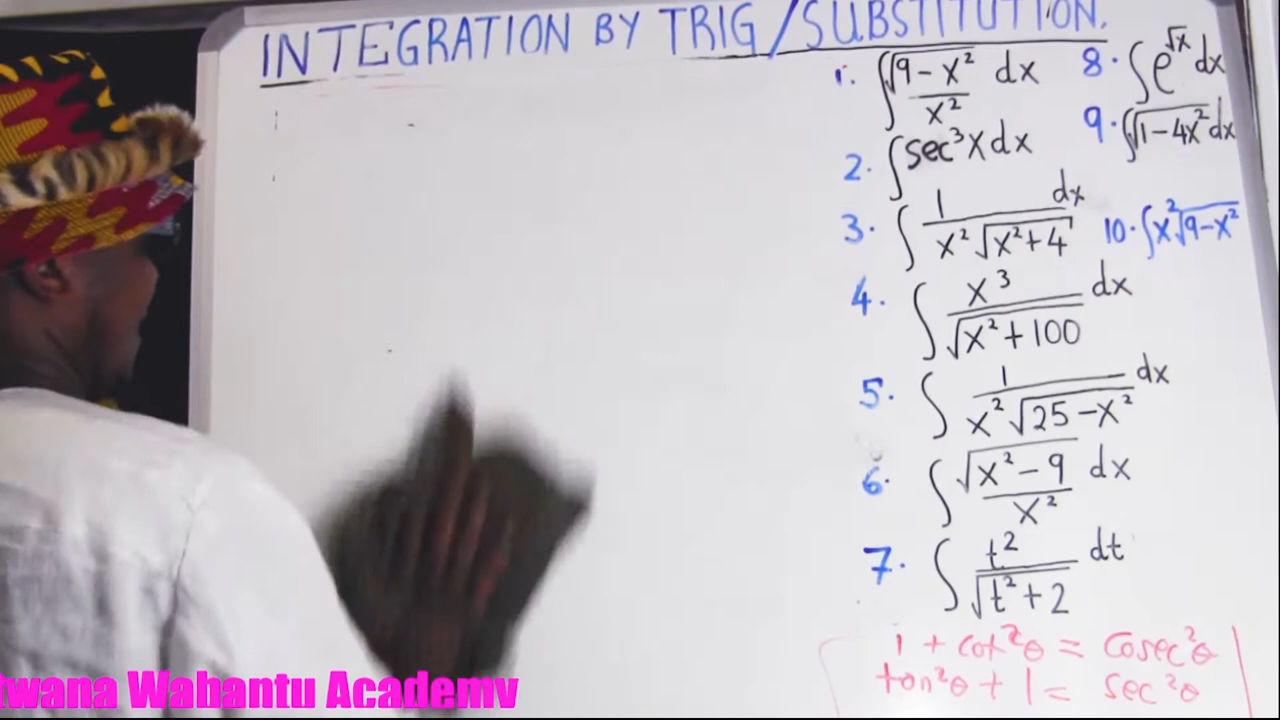 INTEGRATION BY TRIG/SUBSTITUTION.
1. ∫ √(9-x²) / x² dx
2. ∫ sec³x dx
3. ∫ 1 / (x² √(x²+4)) dx
4. ∫ x³ / √(x²+100) dx
5. ∫ 1 / (x² √(25-x²)) dx
6. ∫ √(x²-9) / x² dx
7. ∫ t² / √(t²+2) dt
8. ∫ e^√x dx
9. ∫ √(1-4x²) dx
10. ∫ x² √(9-x²)
1 + cot²θ = cosec²θ
tan²θ + 1 = sec²θ
Wabantu Academy